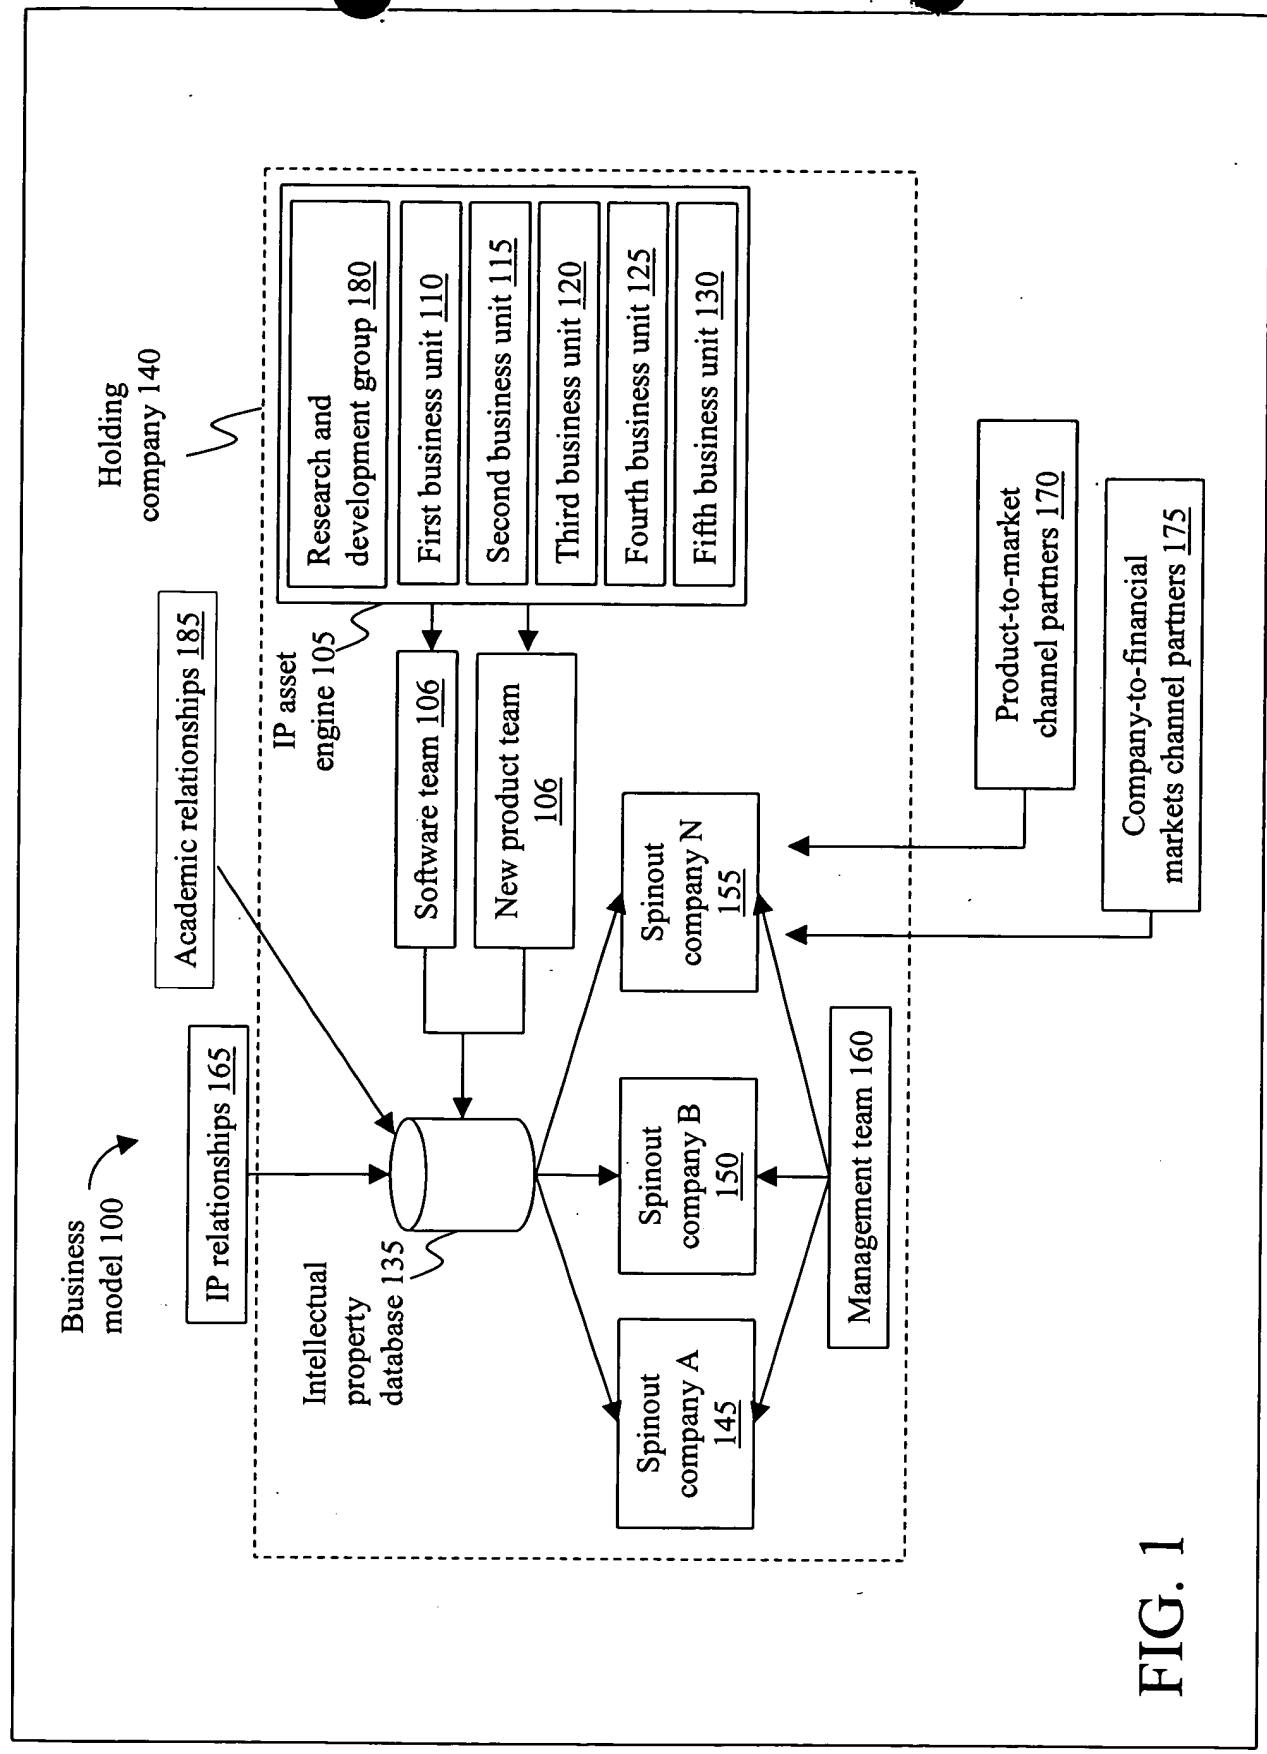 Business
model 100
IP relationships 165
Academic relationships 185
Holding
company 140
Intellectual
property
database 135
IP asset
engine 105
Research and
development group 180
First business unit 110
Second business unit 115
Third business unit 120
Fourth business unit 125
Fifth business unit 130
Software team 106
New product team
106
Spinout
company A
145
Spinout
company B
150
Spinout
company N
155
Management team 160
Product-to-market
channel partners 170
Company-to-financial
markets channel partners 175
FIG. 1